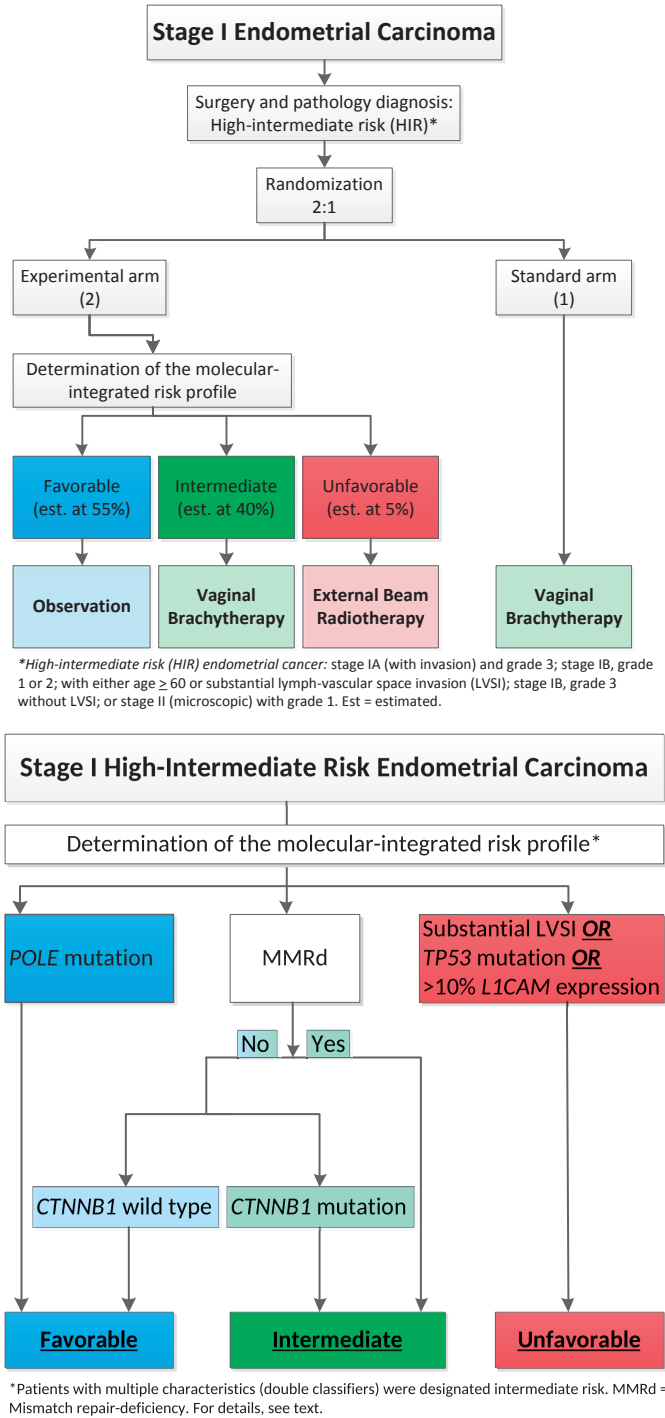 Stage I Endometrial Carcinoma
Surgery and pathology diagnosis:
High-intermediate risk (HIR)*
Randomization
2:1
Experimental arm
(2)
Standard arm
(1)
Determination of the molecular-
integrated risk profile
Favorable
(est. at 55%)
Intermediate
(est. at 40%)
Unfavorable
(est. at 5%)
Observation
Vaginal
Brachytherapy
External Beam
Radiotherapy
Vaginal
Brachytherapy
*High-intermediate risk (HIR) endometrial cancer: stage IA (with invasion) and grade 3; stage IB, grade
1 or 2; with either age ≥ 60 or substantial lymph-vascular space invasion (LVSI); stage IB, grade 3
without LVSI; or stage II (microscopic) with grade 1. Est = estimated.
Stage I High-Intermediate Risk Endometrial Carcinoma
Determination of the molecular-integrated risk profile*
POLE mutation
MMRd
Substantial LVSI OR
TP53 mutation OR
>10% L1CAM expression
No
Yes
CTNNB1 wild type
CTNNB1 mutation
Favorable
Intermediate
Unfavorable
*Patients with multiple characteristics (double classifiers) were designated intermediate risk. MMRd =
Mismatch repair-deficiency. For details, see text.